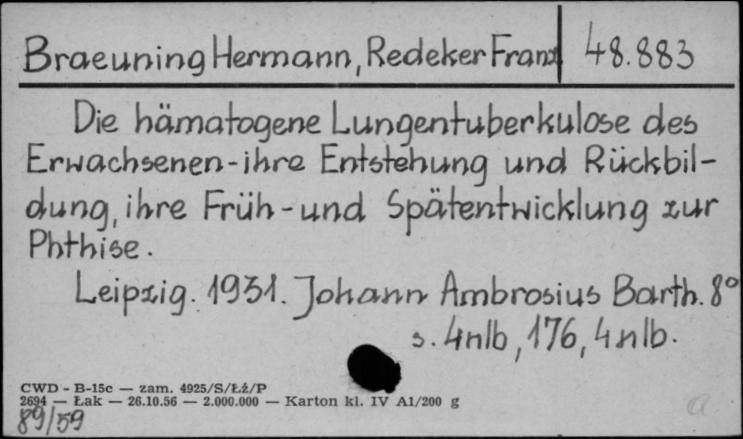 Braeuning Hermann, Redeker Franz 48.883
Die hämatogene Lungentuberkulose des
Erwachsenen-ihre Entstehung und Rückbil-
dung, ihre Früh-und Spätentwicklung zur
Phthise.
Leipzig. 1931. Johann Ambrosius Barth. 8°
s. 4nlb, 176, 4nlb.
CWD - B-15c — zam. 4925/S/Łż/P
2694 — Łak — 26.10.56 — 2.000.000 — Karton kl. IV A1/200 g
89/59
a